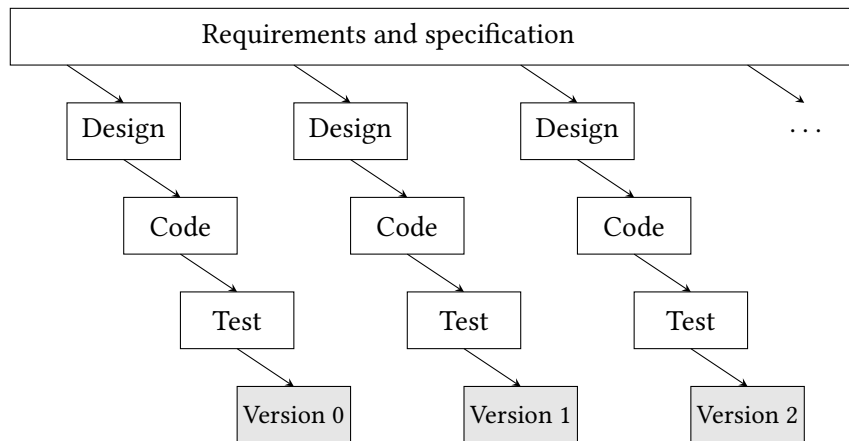 Requirements and specification
Design
Design
Design
...
Code
Code
Code
Test
Test
Test
Version 0
Version 1
Version 2